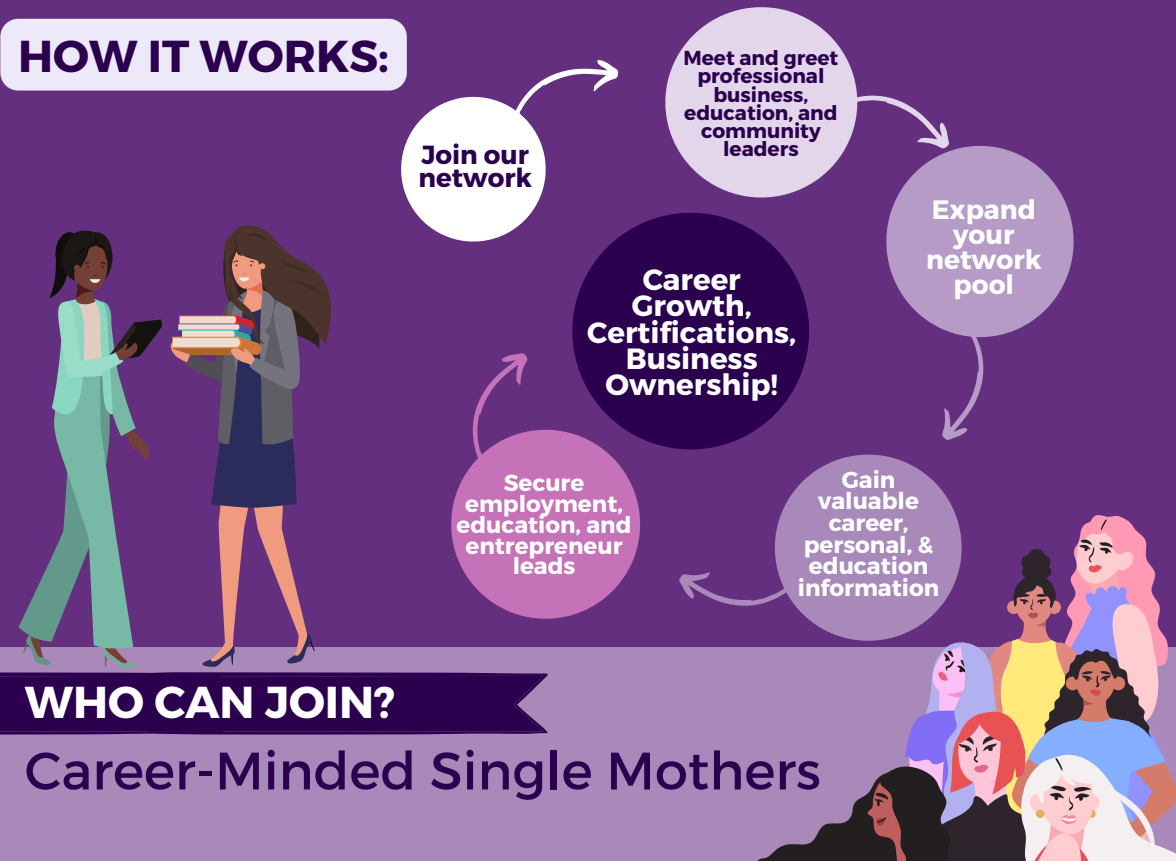 HOW IT WORKS:
Join our
network
Meet and greet
professional
business,
education, and
community
leaders
Expand
your
network
pool
Gain
valuable
career,
personal, &
education
information
Secure
employment,
education, and
entrepreneur
leads
Career
Growth,
Certifications,
Business
Ownership!
WHO CAN JOIN?
Career-Minded Single Mothers